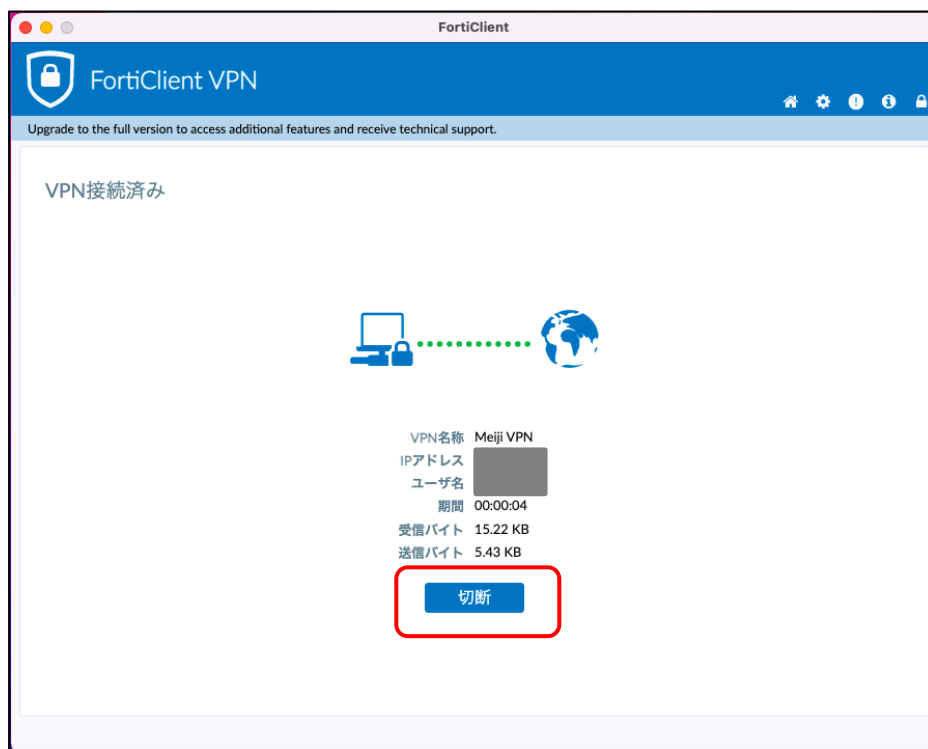 FortiClient
FortiClient VPN
Upgrade to the full version to access additional features and receive technical support.
VPN接続済み
VPN名称 Meiji VPN
IPアドレス
ユーザ名
期間 00:00:04
受信バイト 15.22 KB
送信バイト 5.43 KB
切断